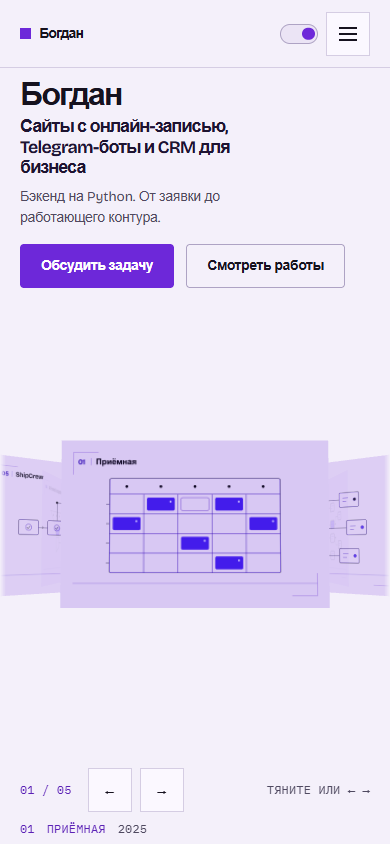 Богдан
Богдан
Сайты с онлайн-записью,
Telegram-боты и CRM для
бизнеса
Бэкенд на Python. От заявки до
работающего контура.
Обсудить задачу
Смотреть работы
05 ShipCrew
01 Приёмная
01 / 05
← →
ТЯНИТЕ ИЛИ ← →
01 ПРИЁМНАЯ 2025